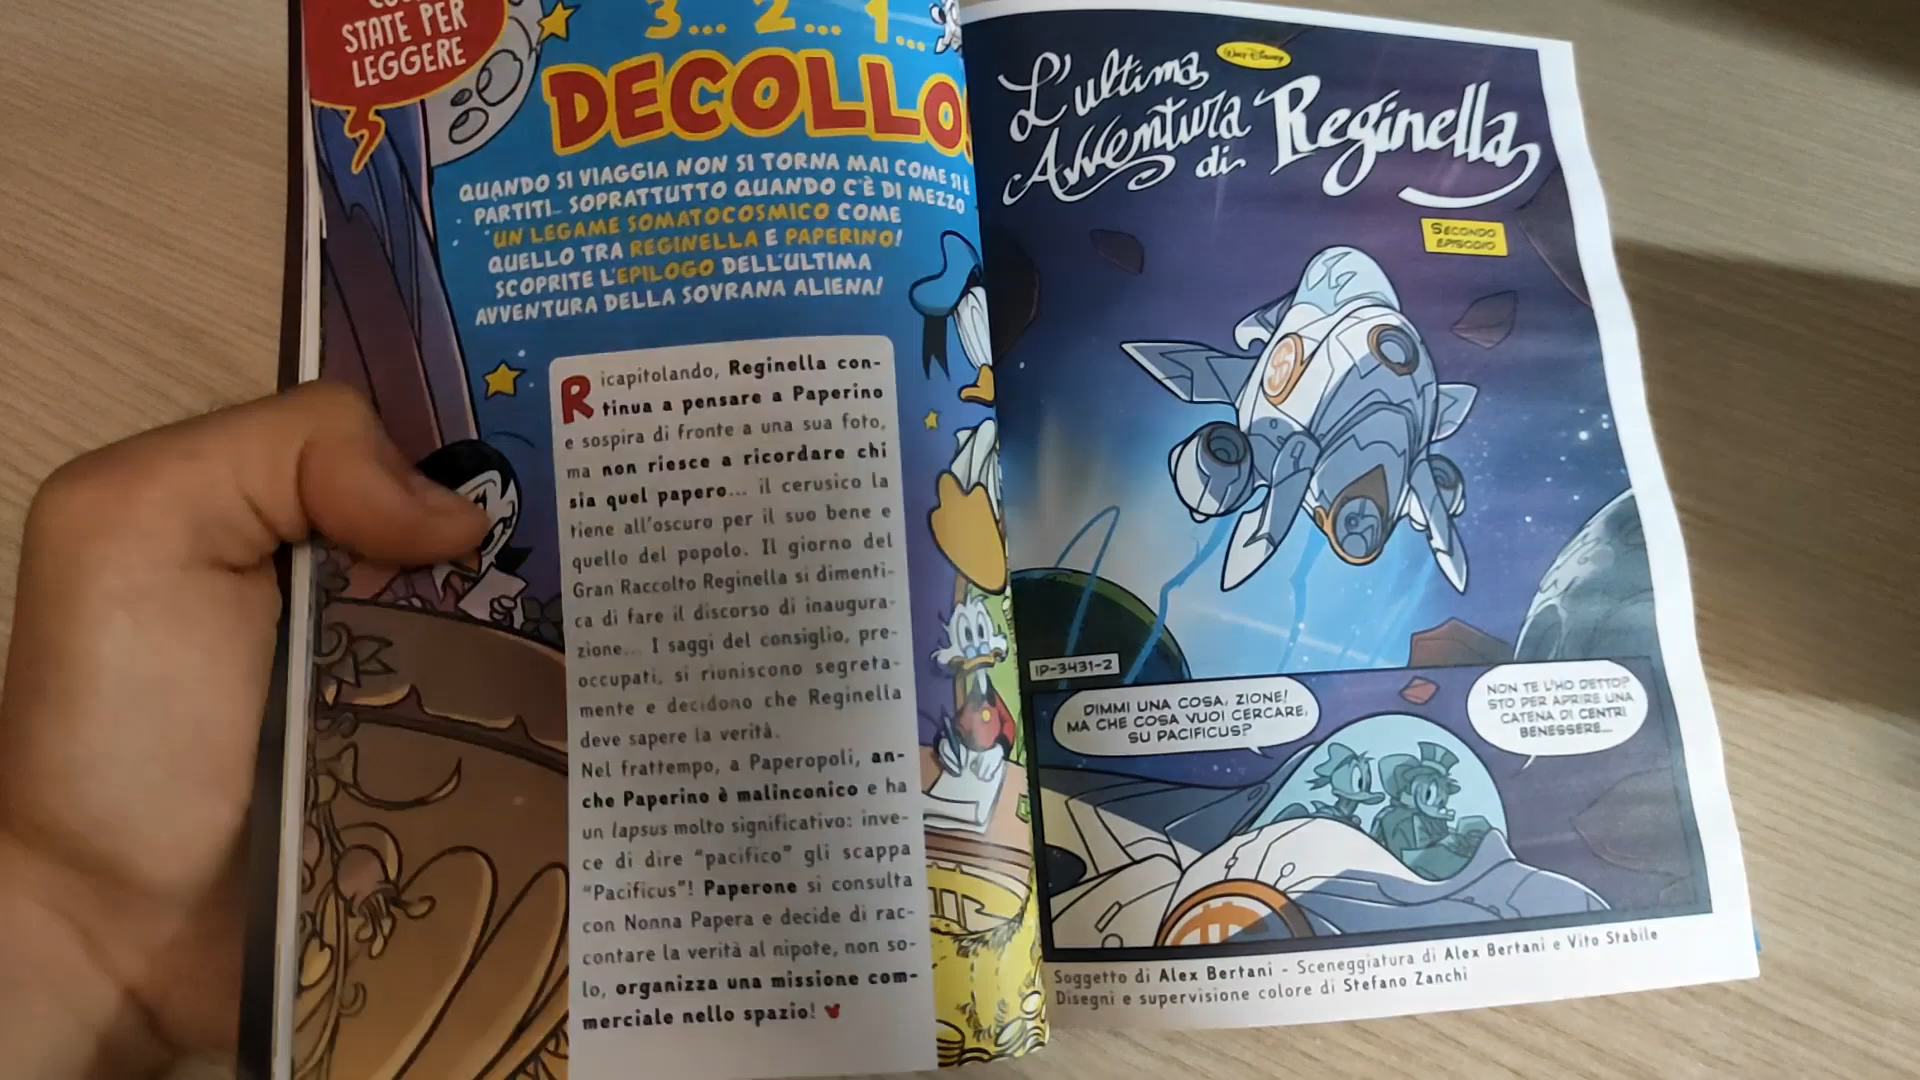 STATE PER
LEGGERE
3... 2... 1...
DECOLLO!
QUANDO SI VIAGGIA NON SI TORNA MAI COME SI È
PARTITI... SOPRATTUTTO QUANDO C'È DI MEZZO
UN LEGAME SOMATOCOSMICO COME
QUELLO TRA REGINELLA E PAPERINO!
SCOPRITE L'EPILOGO DELL'ULTIMA
AVVENTURA DELLA SOVRANA ALIENA!
Ricapitolando, Reginella con-
tinua a pensare a Paperino
e sospira di fronte a una sua foto,
ma non riesce a ricordare chi
sia quel papero... il cerusico la
tiene all'oscuro per il suo bene e
quello del popolo. Il giorno del
Gran Raccolto Reginella si dimenti-
ca di fare il discorso di inaugura-
zione... I saggi del consiglio, pre-
occupati, si riuniscono segreta-
mente e decidono che Reginella
deve sapere la verità.
Nel frattempo, a Paperopoli, an-
che Paperino è malinconico e ha
un lapsus molto significativo: inve-
ce di dire "pacifico" gli scappa
"Pacificus"! Paperone si consulta
con Nonna Papera e decide di rac-
contare la verità al nipote, non so-
lo, organizza una missione com-
merciale nello spazio!
Walt Disney
L'ultima
Avventura
di Reginella
SECONDO
EPISODIO
IP-3431-2
DIMMI UNA COSA, ZIONE!
MA CHE COSA VUOI CERCARE,
SU PACIFICUS?
NON TE L'HO DETTO?
STO PER APRIRE UNA
CATENA DI CENTRI
BENESSERE...
Soggetto di Alex Bertani - Sceneggiatura di Alex Bertani e Vito Stabile
Disegni e supervisione colore di Stefano Zanchi